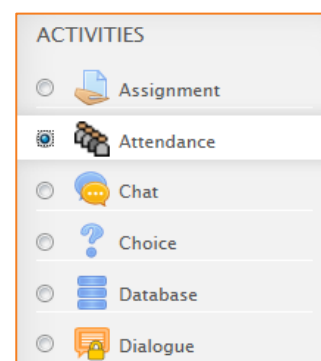 ACTIVITIES
Assignment
Attendance
Chat
Choice
Database
Dialogue